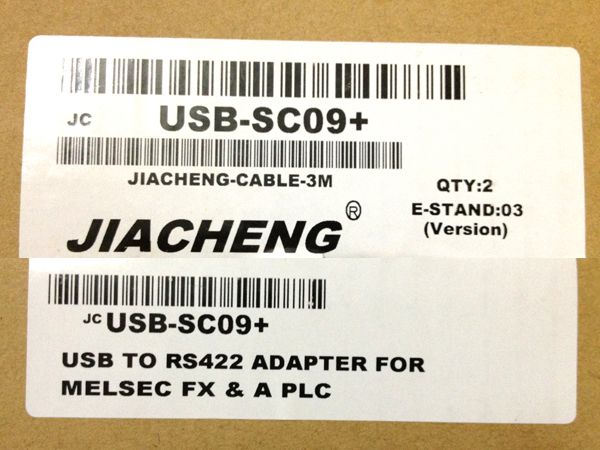 JC USB-SC09+
JIACHENG-CABLE-3M
QTY:2
E-STAND:03
(Version)
JIACHENG®
JC USB-SC09+
USB TO RS422 ADAPTER FOR
MELSEC FX & A PLC